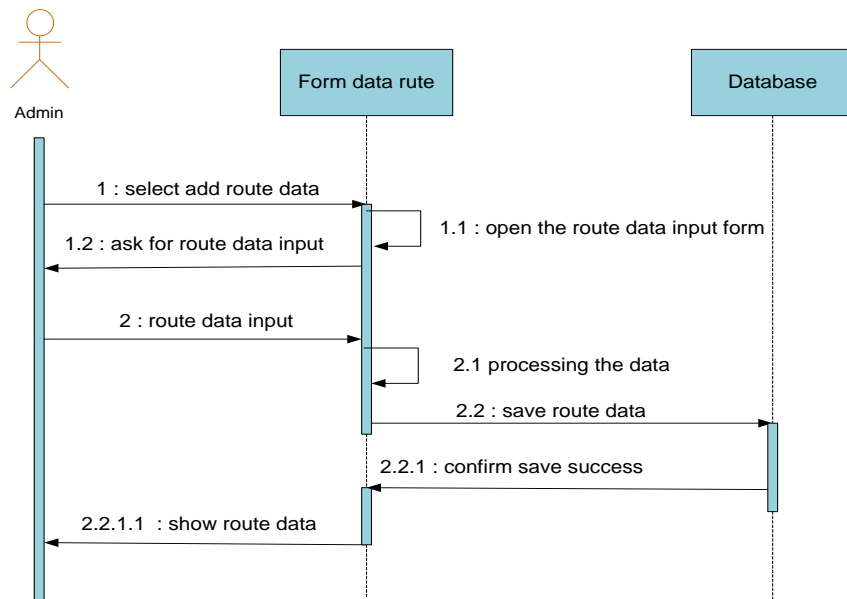 Admin
Form data rute
Database
1 : select add route data
1.1 : open the route data input form
1.2 : ask for route data input
2 : route data input
2.1 processing the data
2.2 : save route data
2.2.1 : confirm save success
2.2.1.1 : show route data